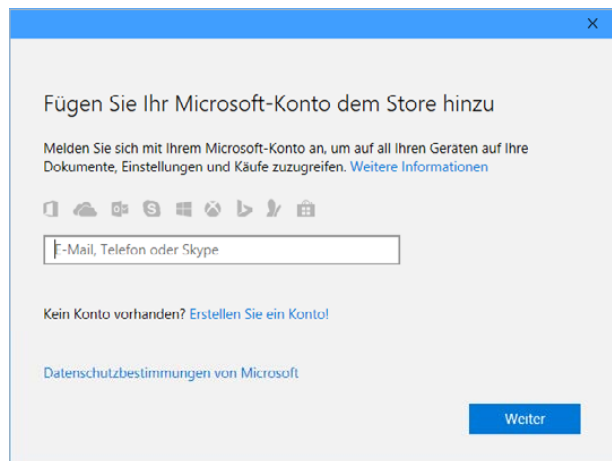 Fügen Sie Ihr Microsoft-Konto dem Store hinzu
Melden Sie sich mit Ihrem Microsoft-Konto an, um auf all Ihren Geräten auf Ihre
Dokumente, Einstellungen und Käufe zuzugreifen. Weitere Informationen
E-Mail, Telefon oder Skype
Kein Konto vorhanden? Erstellen Sie ein Konto!
Datenschutzbestimmungen von Microsoft
Weiter